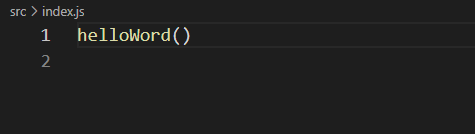 src > index.js
1 helloWord()
2